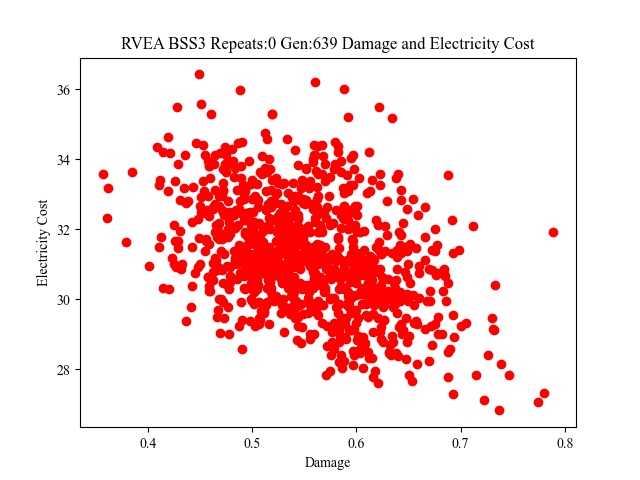 RVEA BSS3 Repeats:0 Gen:639 Damage and Electricity Cost
36
34
32
30
28
Electricity Cost
0.4 0.5 0.6 0.7 0.8
Damage